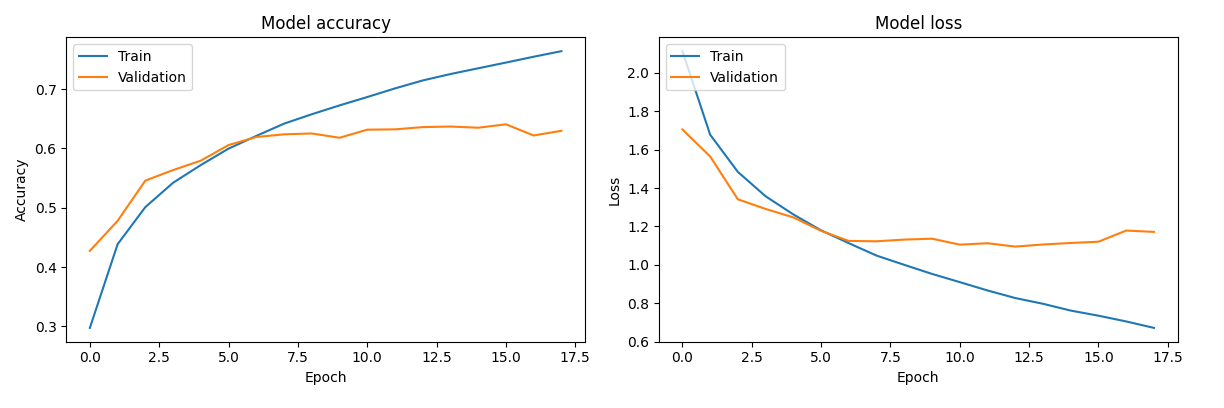 Model accuracy
Train
Validation
Accuracy
0.7
0.6
0.5
0.4
0.3
0.0 2.5 5.0 7.5 10.0 12.5 15.0 17.5
Epoch
Model loss
Train
Validation
Loss
2.0
1.8
1.6
1.4
1.2
1.0
0.8
0.6
0.0 2.5 5.0 7.5 10.0 12.5 15.0 17.5
Epoch